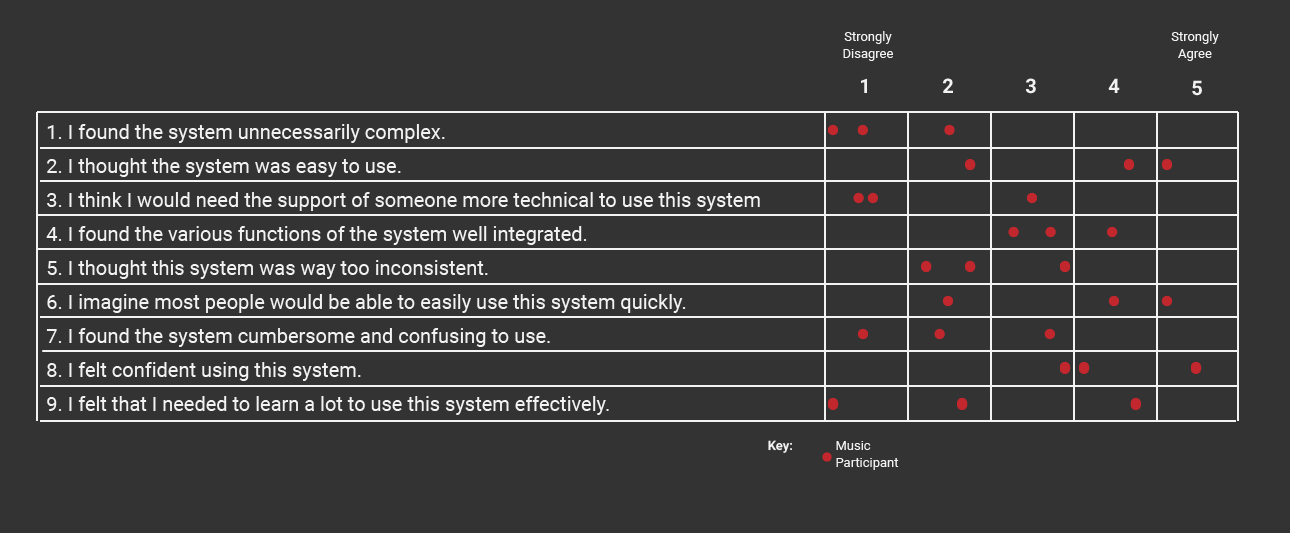 Strongly
Disagree
Strongly
Agree
1 2 3 4 5
1. I found the system unnecessarily complex.
2. I thought the system was easy to use.
3. I think I would need the support of someone more technical to use this system
4. I found the various functions of the system well integrated.
5. I thought this system was way too inconsistent.
6. I imagine most people would be able to easily use this system quickly.
7. I found the system cumbersome and confusing to use.
8. I felt confident using this system.
9. I felt that I needed to learn a lot to use this system effectively.
Key: Music
Participant